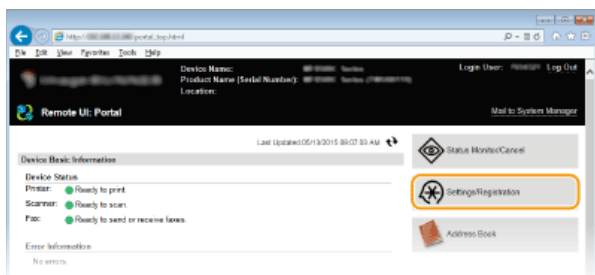 http://
portal_top.html
File Edit View Favorites Tools Help
Device Name: Series
Product Name (Serial Number): Series
Location:
Login User: Log Out
Remote UI: Portal
Mail to System Manager
Last Updated:05/13/2015 09:07:03 AM
Device Basic Information
Device Status
Printer: Ready to print.
Scanner: Ready to scan.
Fax: Ready to send or receive faxes.
Error Information
No errors.
Status Monitor/Cancel
Settings/Registration
Address Book